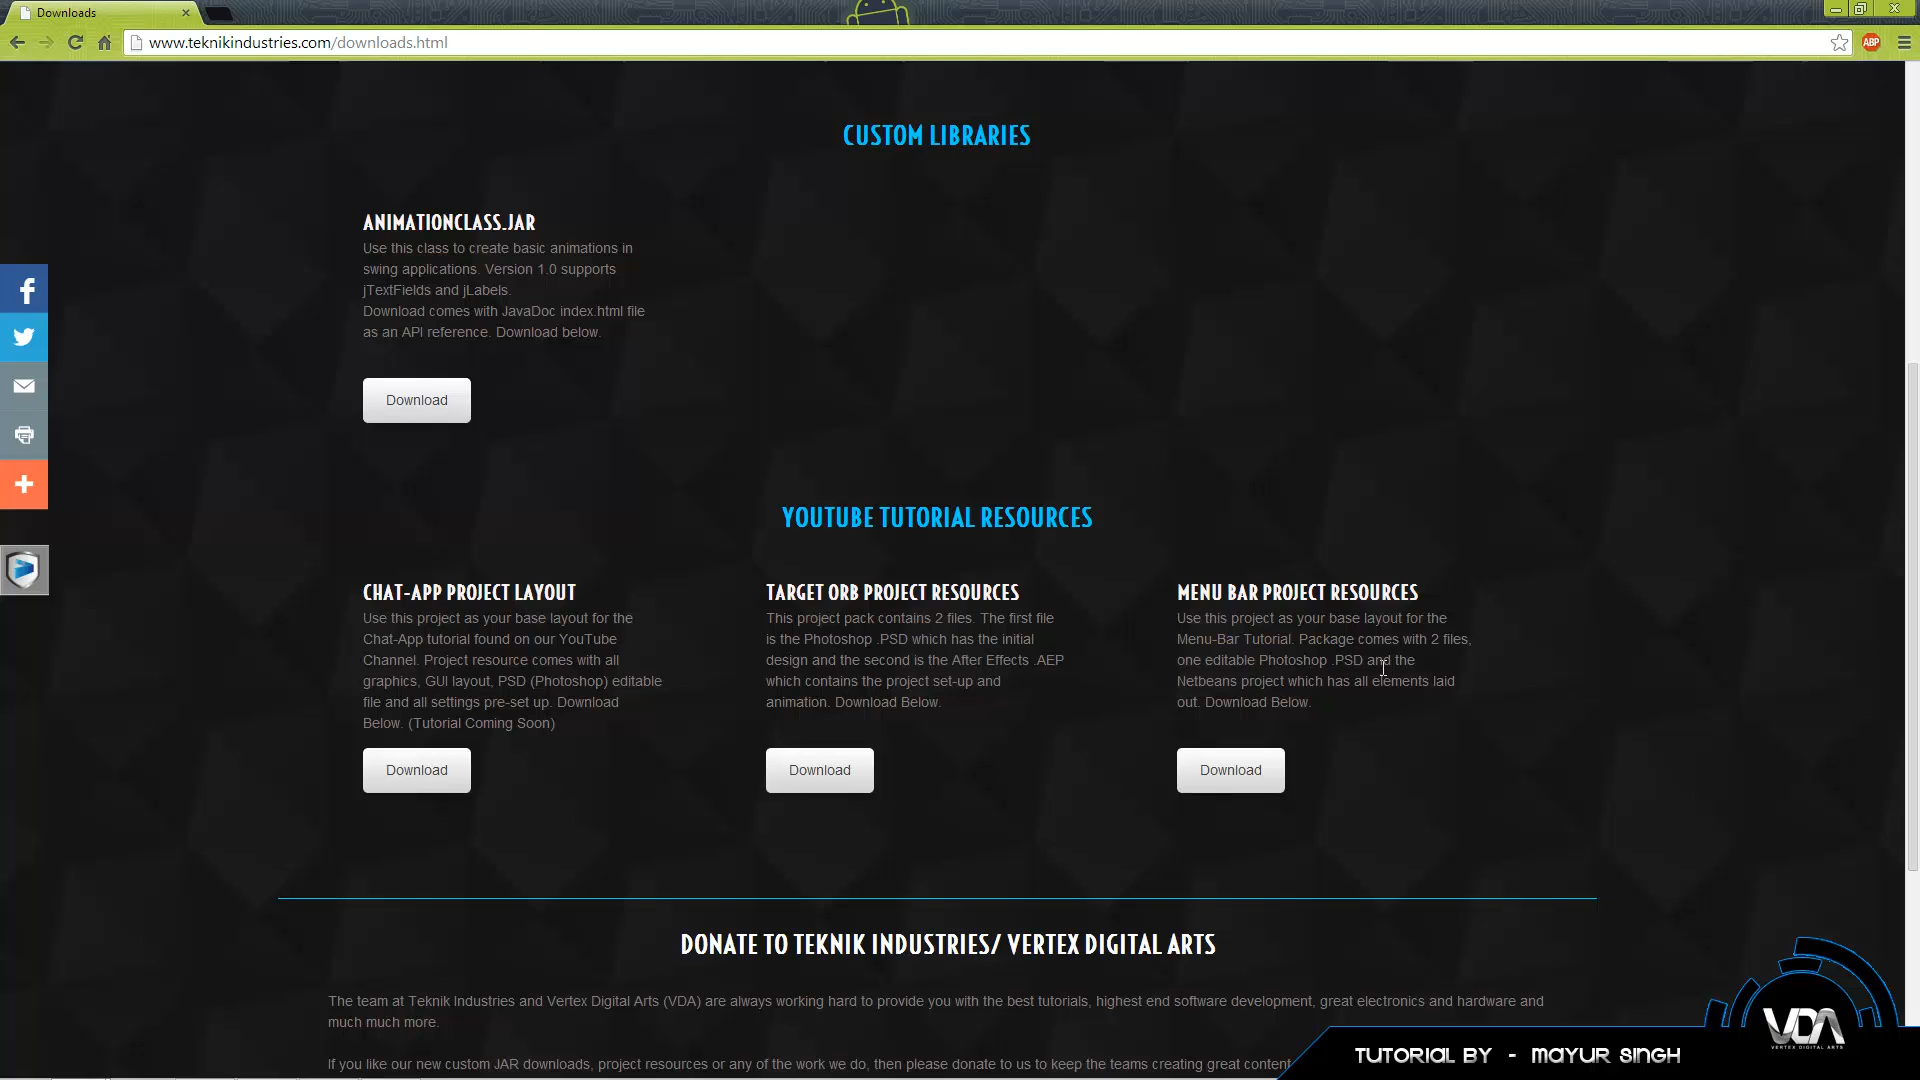 Downloads
www.teknikindustries.com/downloads.html
ABP
CUSTOM LIBRARIES
ANIMATIONCLASS.JAR
Use this class to create basic animations in
swing applications. Version 1.0 supports
jTextFields and jLabels.
Download comes with JavaDoc index.html file
as an API reference. Download below.
Download
YOUTUBE TUTORIAL RESOURCES
CHAT-APP PROJECT LAYOUT
Use this project as your base layout for the
Chat-App tutorial found on our YouTube
Channel. Project resource comes with all
graphics, GUI layout, PSD (Photoshop) editable
file and all settings pre-set up. Download
Below. (Tutorial Coming Soon)
Download
TARGET ORB PROJECT RESOURCES
This project pack contains 2 files. The first file
is the Photoshop .PSD which has the initial
design and the second is the After Effects .AEP
which contains the project set-up and
animation. Download Below.
Download
MENU BAR PROJECT RESOURCES
Use this project as your base layout for the
Menu-Bar Tutorial. Package comes with 2 files,
one editable Photoshop .PSD and the
Netbeans project which has all elements laid
out. Download Below.
Download
DONATE TO TEKNIK INDUSTRIES/ VERTEX DIGITAL ARTS
The team at Teknik Industries and Vertex Digital Arts (VDA) are always working hard to provide you with the best tutorials, highest end software development, great electronics and hardware and
much much more.
If you like our new custom JAR downloads, project resources or any of the work we do, then please donate to us to keep the teams creating great content
VDA
VERTEX DIGITAL ARTS
TUTORIAL BY - MAYUR SINGH